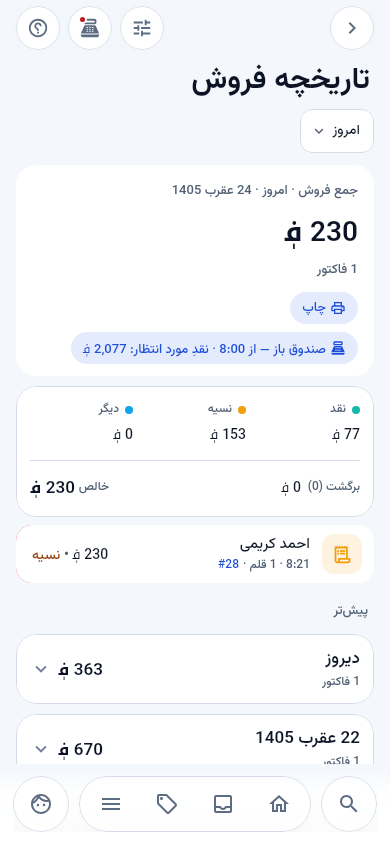 تاریخچه فروش
امروز
جمع فروش · امروز · 24 عقرب 1405
230 ؋
1 فاکتور
چاپ
صندوق باز — از 8:00 · نقدِ مورد انتظار: 2,077 ؋
نقد
77 ؋
نسیه
153 ؋
دیگر
0 ؋
برگشت (0) 0 ؋
خالص 230 ؋
احمد کریمی
8:21 · 1 قلم · #28
230 ؋ • نسیه
پیش‌تر
دیروز
1 فاکتور
363 ؋
22 عقرب 1405
1 فاکتور
670 ؋